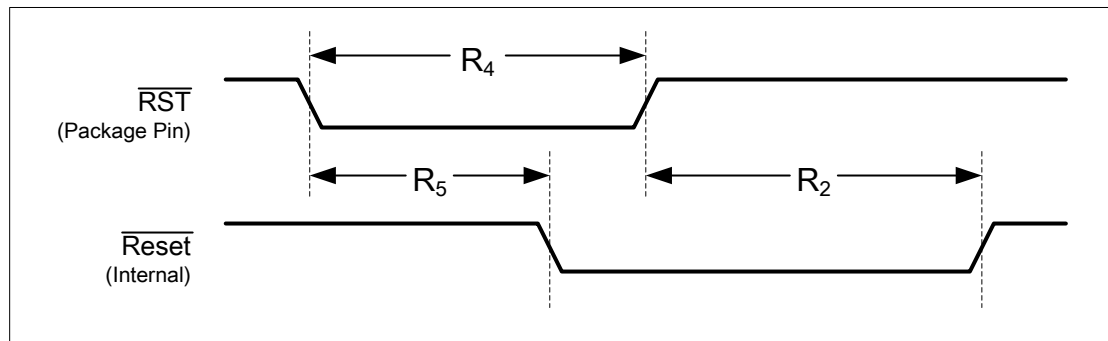 R₄
RST
(Package Pin)
R₅
R₂
Reset
(Internal)